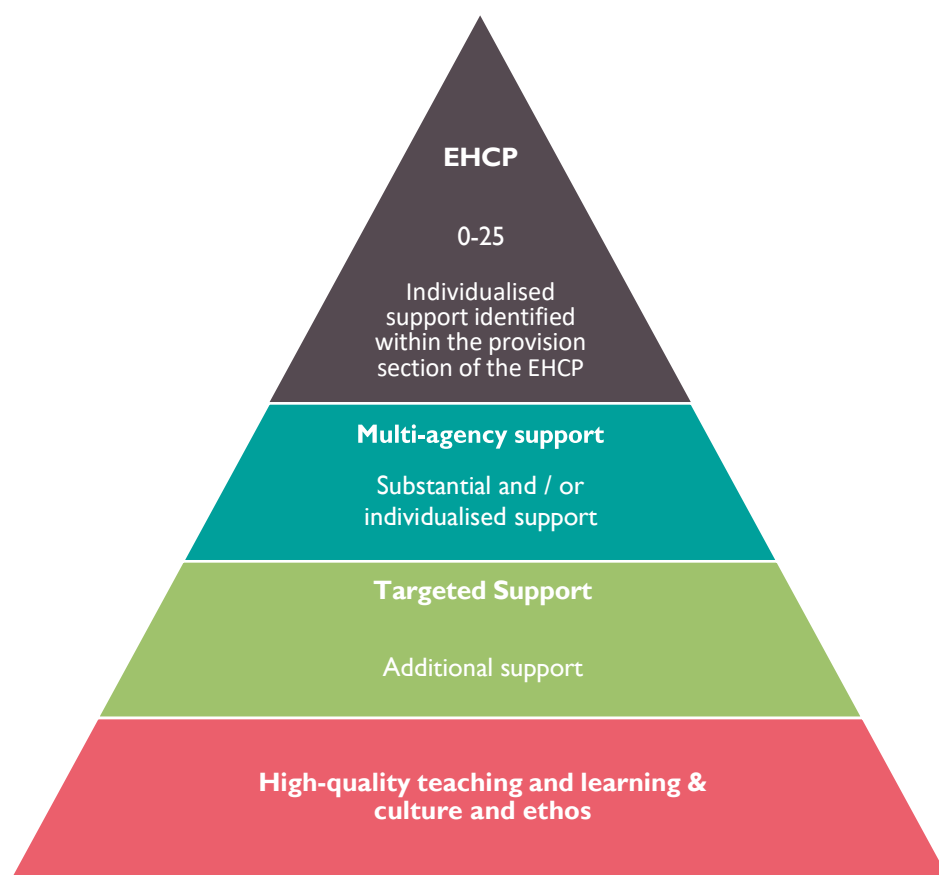 EHCP
0-25
Individualised
support identified
within the provision
section of the EHCP
Multi-agency support
Substantial and / or
individualised support
Targeted Support
Additional support
High-quality teaching and learning &
culture and ethos